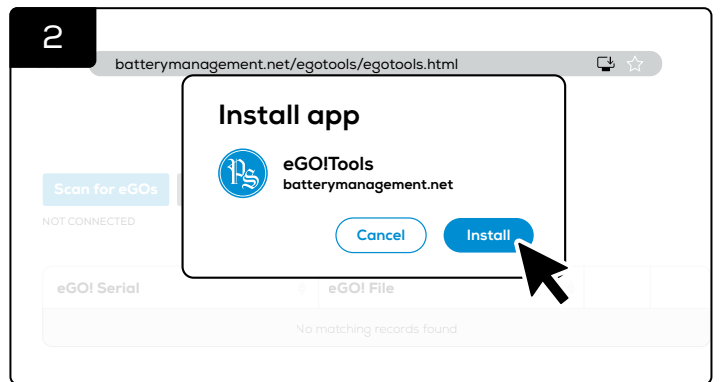 2
batterymanagement.net/egotools/egotools.html
Install app
Ps
eGO!Tools
batterymanagement.net
Scan for eGOs
NOT CONNECTED
Cancel
Install
eGO! Serial
eGO! File
No matching records found